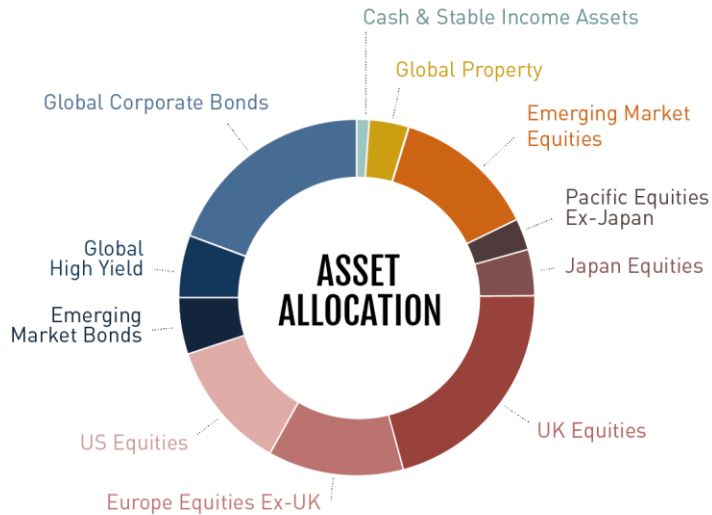 Cash & Stable Income Assets
Global Property
Global Corporate Bonds
Emerging Market
Equities
Pacific Equities
Ex-Japan
Global
High Yield
ASSET
ALLOCATION
Japan Equities
Emerging
Market Bonds
UK Equities
US Equities
Europe Equities Ex-UK